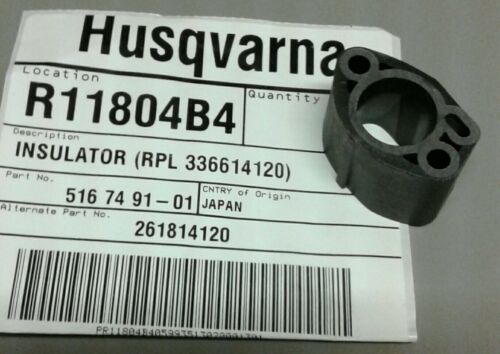 Husqvarna
Location
Quantity
R11804B4
Description
INSULATOR (RPL 336614120)
Part No.
516 74 91-01
CNTRY of Origin
JAPAN
Alternate Part No.
261814120